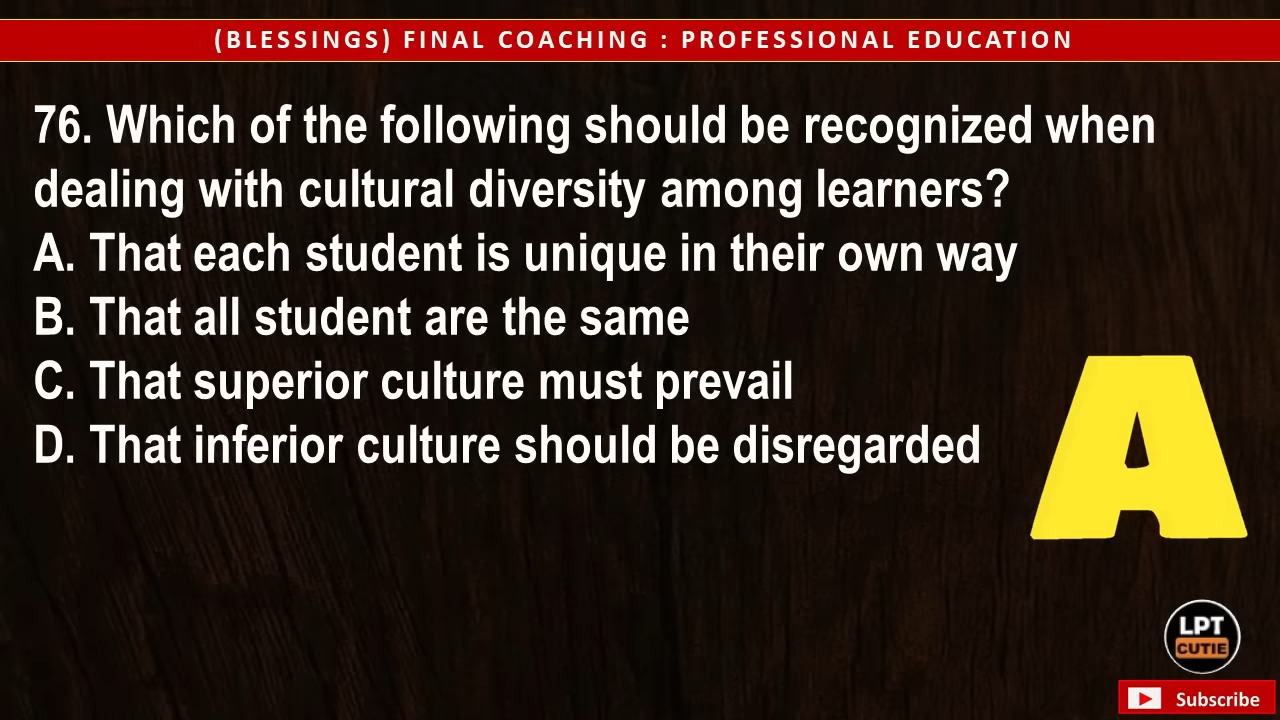 (BLESSINGS) FINAL COACHING : PROFESSIONAL EDUCATION
76. Which of the following should be recognized when
dealing with cultural diversity among learners?
A. That each student is unique in their own way
B. That all student are the same
C. That superior culture must prevail
D. That inferior culture should be disregarded
A
LPT
CUTIE
Subscribe